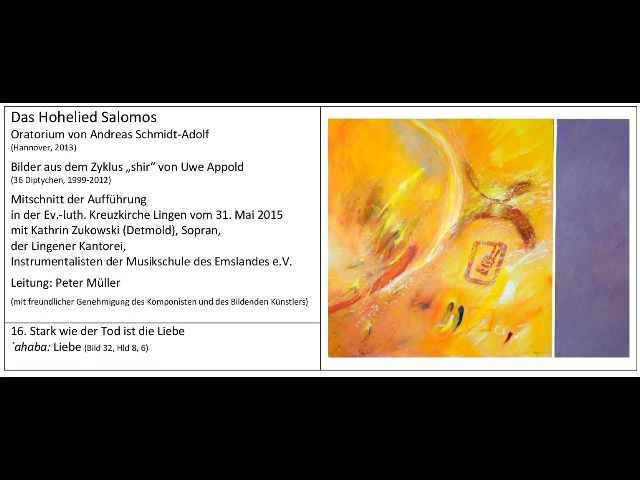 Das Hohelied Salomos
Oratorium von Andreas Schmidt-Adolf
(Hannover, 2013)
Bilder aus dem Zyklus „shir“ von Uwe Appold
(36 Diptychen, 1999-2012)
Mitschnitt der Aufführung
in der Ev.-luth. Kreuzkirche Lingen vom 31. Mai 2015
mit Kathrin Zukowski (Detmold), Sopran,
der Lingener Kantorei,
Instrumentalisten der Musikschule des Emslandes e.V.
Leitung: Peter Müller
(mit freundlicher Genehmigung des Komponisten und des Bildenden Künstlers)
16. Stark wie der Tod ist die Liebe
´ahaba: Liebe (Bild 32, Hld 8, 6)